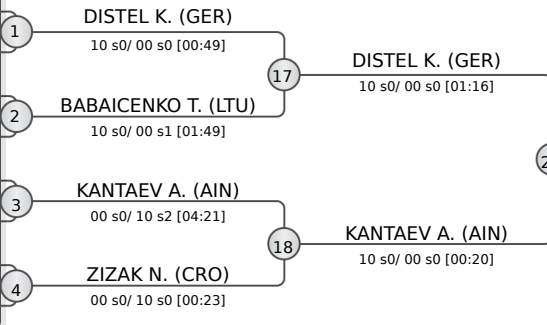 1
DISTEL K. (GER)
10 s0/ 00 s0 [00:49]
17
DISTEL K. (GER)
10 s0/ 00 s0 [01:16]
2
BABAICENKO T. (LTU)
10 s0/ 00 s1 [01:49]
3
KANTAEV A. (AIN)
00 s0/ 10 s2 [04:21]
18
KANTAEV A. (AIN)
10 s0/ 00 s0 [00:20]
4
ZIZAK N. (CRO)
00 s0/ 10 s0 [00:23]